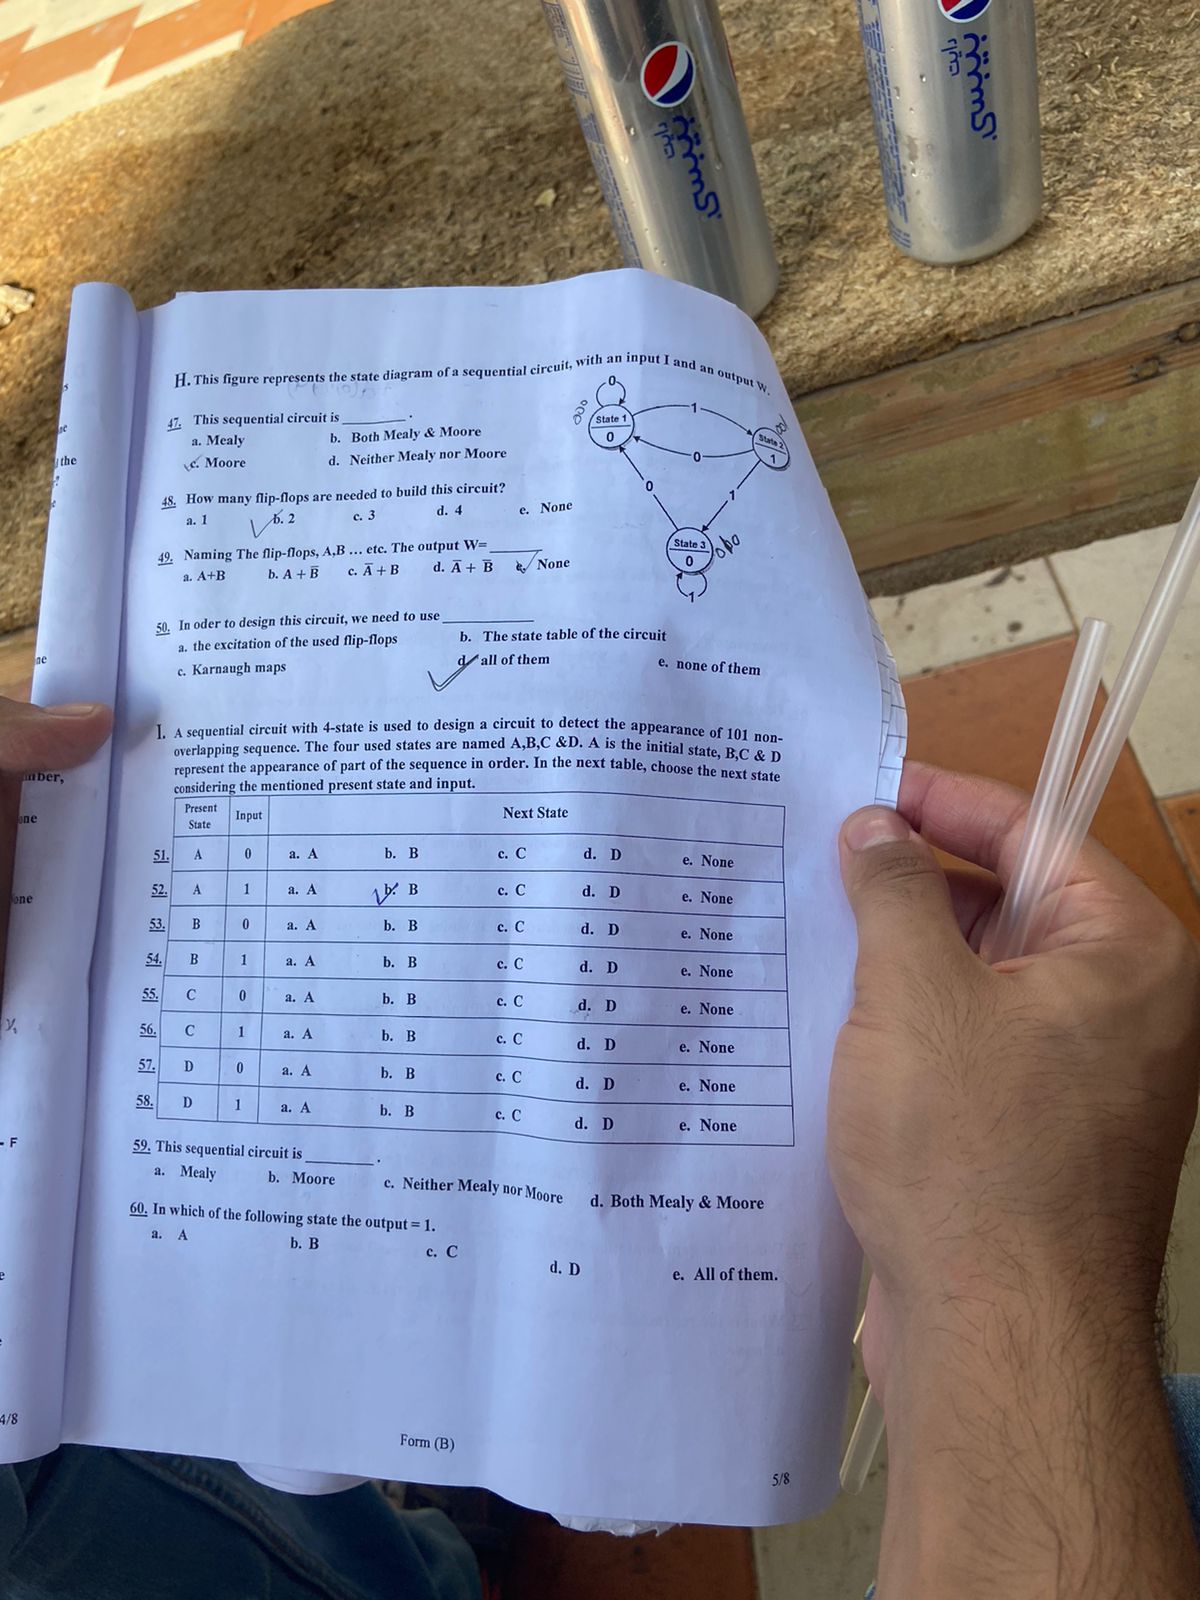 دايت
بيبسي
دايت
بيبسي
H. This figure represents the state diagram of a sequential circuit, with an input I and an output W.
47. This sequential circuit is ________ .
a. Mealy b. Both Mealy & Moore
c. Moore d. Neither Mealy nor Moore
48. How many flip-flops are needed to build this circuit?
a. 1 b. 2 c. 3 d. 4 e. None
49. Naming The flip-flops, A,B … etc. The output W= ________
a. A+B b. A + B̅ c. A̅ + B d. A̅ + B̅ e. None
0
State 1
0
1
State 2
1
0
0
1
State 3
0
1
000
001
010
50. In oder to design this circuit, we need to use ________
a. the excitation of the used flip-flops b. The state table of the circuit
c. Karnaugh maps d. all of them e. none of them
I. A sequential circuit with 4-state is used to design a circuit to detect the appearance of 101 non-
overlapping sequence. The four used states are named A,B,C &D. A is the initial state, B,C & D
represent the appearance of part of the sequence in order. In the next table, choose the next state
considering the mentioned present state and input.
Present State Input Next State
51. A 0 a. A b. B c. C d. D e. None
52. A 1 a. A b. B c. C d. D e. None
53. B 0 a. A b. B c. C d. D e. None
54. B 1 a. A b. B c. C d. D e. None
55. C 0 a. A b. B c. C d. D e. None
56. C 1 a. A b. B c. C d. D e. None
57. D 0 a. A b. B c. C d. D e. None
58. D 1 a. A b. B c. C d. D e. None
59. This sequential circuit is ________ .
a. Mealy b. Moore c. Neither Mealy nor Moore d. Both Mealy & Moore
60. In which of the following state the output = 1.
a. A b. B c. C d. D e. All of them.
Form (B)
5/8
the
4/8
- F